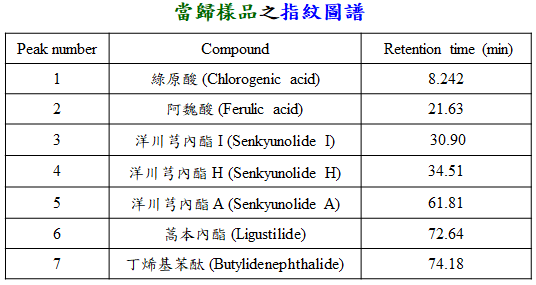 當歸樣品之指紋圖譜
Peak number Compound Retention time (min)
1 綠原酸 (Chlorogenic acid) 8.242
2 阿魏酸 (Ferulic acid) 21.63
3 洋川芎內酯 I (Senkyunolide I) 30.90
4 洋川芎內酯 H (Senkyunolide H) 34.51
5 洋川芎內酯 A (Senkyunolide A) 61.81
6 蒿本內酯 (Ligustilide) 72.64
7 丁烯基苯酞 (Butylidenephthalide) 74.18